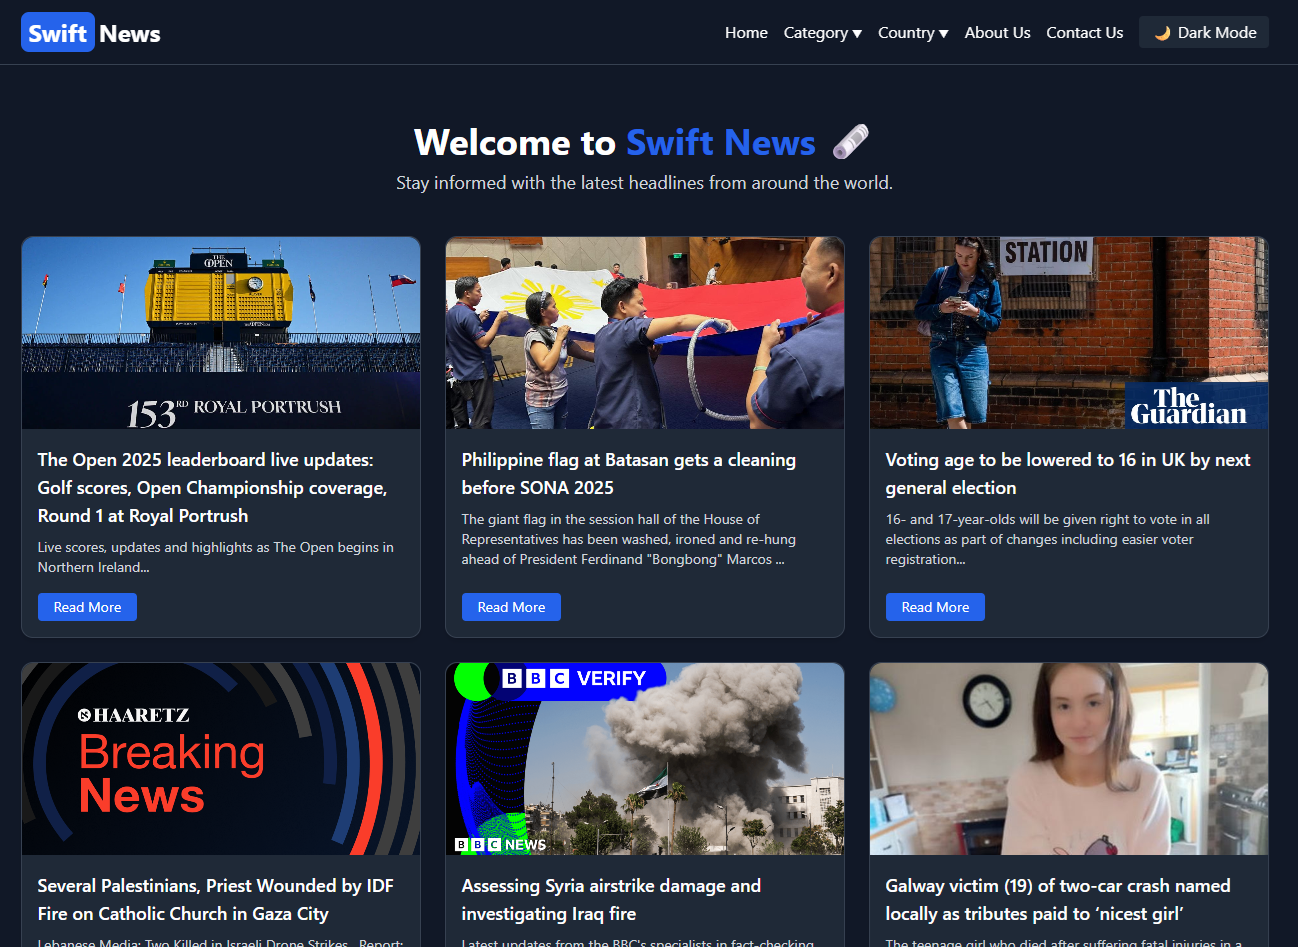 Swift News
Home Category ▼ Country ▼ About Us Contact Us 🌙 Dark Mode
Welcome to Swift News 🗞️
Stay informed with the latest headlines from around the world.
THE OPEN
153RD ROYAL PORTRUSH
The Open 2025 leaderboard live updates:
Golf scores, Open Championship coverage,
Round 1 at Royal Portrush
Live scores, updates and highlights as The Open begins in
Northern Ireland...
Read More
Philippine flag at Batasan gets a cleaning
before SONA 2025
The giant flag in the session hall of the House of
Representatives has been washed, ironed and re-hung
ahead of President Ferdinand "Bongbong" Marcos ...
Read More
STATION
The
Guardian
Voting age to be lowered to 16 in UK by next
general election
16- and 17-year-olds will be given right to vote in all
elections as part of changes including easier voter
registration...
Read More
HAARETZ
Breaking
News
Several Palestinians, Priest Wounded by IDF
Fire on Catholic Church in Gaza City
Lebanese Media: Two Killed in Israeli Drone Strikes Report:
BBC VERIFY
BBC NEWS
Assessing Syria airstrike damage and
investigating Iraq fire
Latest updates from the BBC's specialists in fact-checking
Galway victim (19) of two-car crash named
locally as tributes paid to ‘nicest girl’
The teenage girl who died after suffering fatal injuries in a